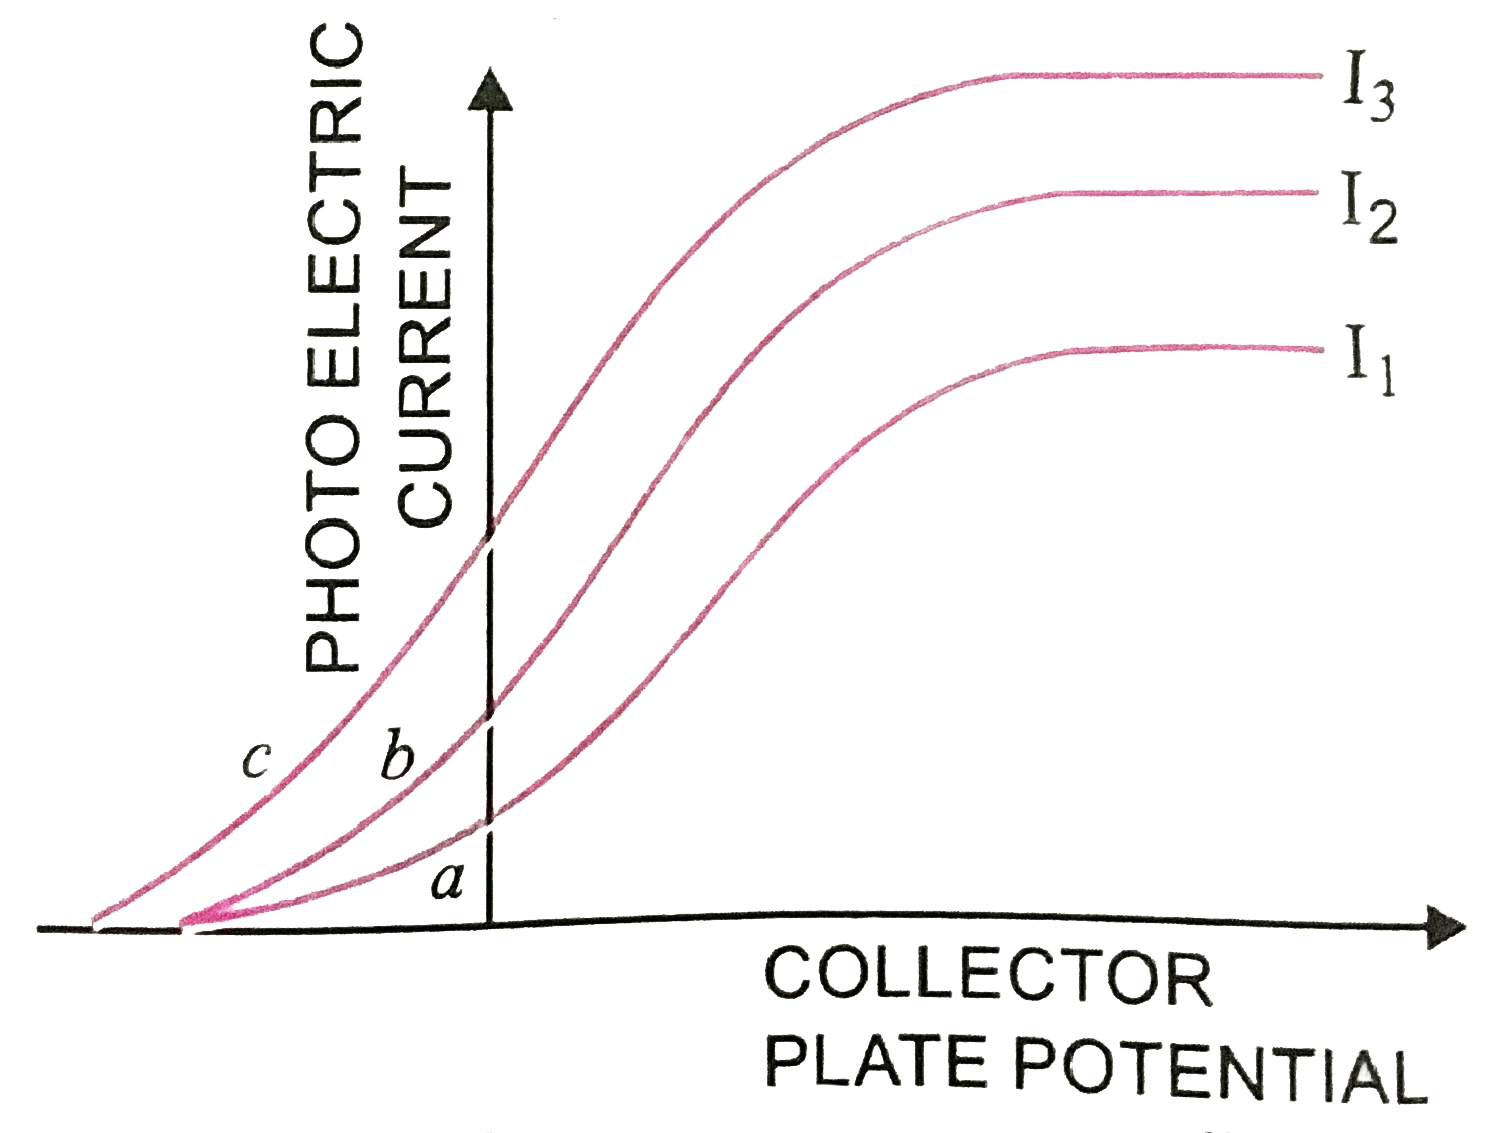 PHOTO ELECTRIC
CURRENT
I3
I2
I1
c
b
a
COLLECTOR
PLATE POTENTIAL